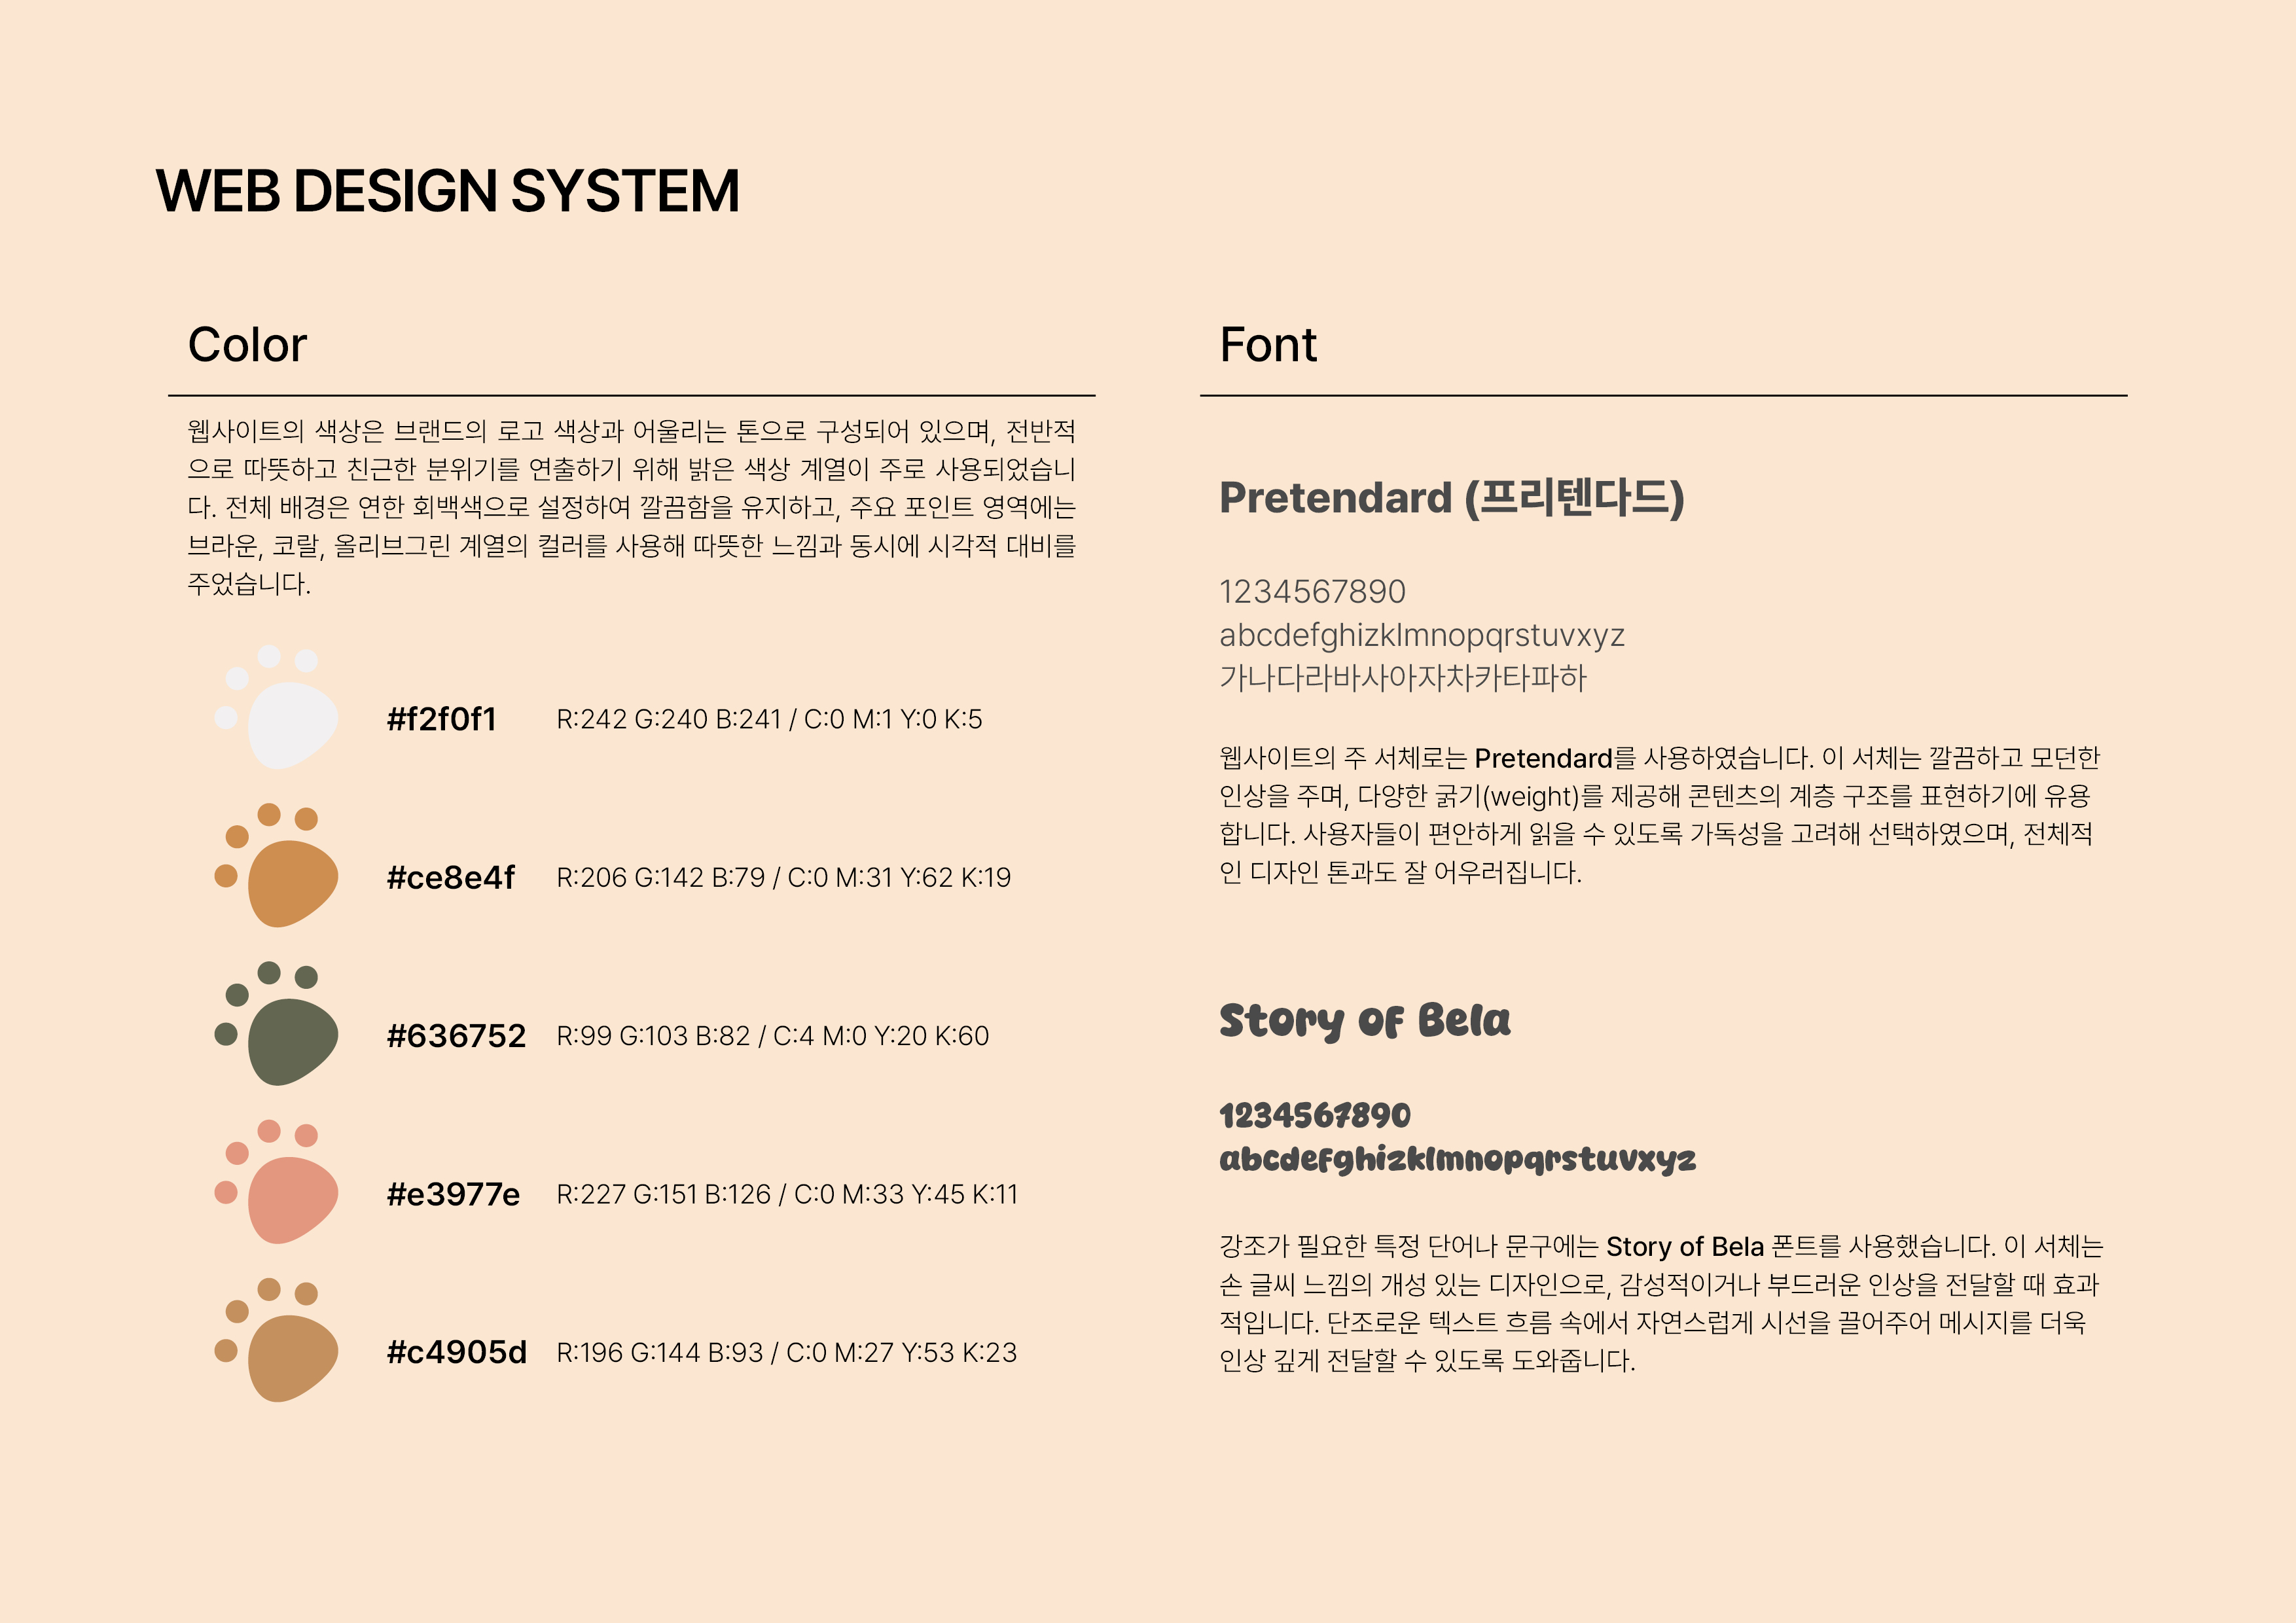 WEB DESIGN SYSTEM
Color
웹사이트의 색상은 브랜드의 로고 색상과 어울리는 톤으로 구성되어 있으며, 전반적
으로 따뜻하고 친근한 분위기를 연출하기 위해 밝은 색상 계열이 주로 사용되었습니
다. 전체 배경은 연한 회백색으로 설정하여 깔끔함을 유지하고, 주요 포인트 영역에는
브라운, 코랄, 올리브그린 계열의 컬러를 사용해 따뜻한 느낌과 동시에 시각적 대비를
주었습니다.
#f2f0f1 R:242 G:240 B:241 / C:0 M:1 Y:0 K:5
#ce8e4f R:206 G:142 B:79 / C:0 M:31 Y:62 K:19
#636752 R:99 G:103 B:82 / C:4 M:0 Y:20 K:60
#e3977e R:227 G:151 B:126 / C:0 M:33 Y:45 K:11
#c4905d R:196 G:144 B:93 / C:0 M:27 Y:53 K:23
Font
Pretendard (프리텐다드)
1234567890
abcdefghizklmnopqrstuvxyz
가나다라바사아자차카타파하
웹사이트의 주 서체로는 Pretendard를 사용하였습니다. 이 서체는 깔끔하고 모던한
인상을 주며, 다양한 굵기(weight)를 제공해 콘텐츠의 계층 구조를 표현하기에 유용
합니다. 사용자들이 편안하게 읽을 수 있도록 가독성을 고려해 선택하였으며, 전체적
인 디자인 톤과도 잘 어우러집니다.
Story of Bela
1234567890
abcdefghizklmnopqrstuvxyz
강조가 필요한 특정 단어나 문구에는 Story of Bela 폰트를 사용했습니다. 이 서체는
손 글씨 느낌의 개성 있는 디자인으로, 감성적이거나 부드러운 인상을 전달할 때 효과
적입니다. 단조로운 텍스트 흐름 속에서 자연스럽게 시선을 끌어주어 메시지를 더욱
인상 깊게 전달할 수 있도록 도와줍니다.